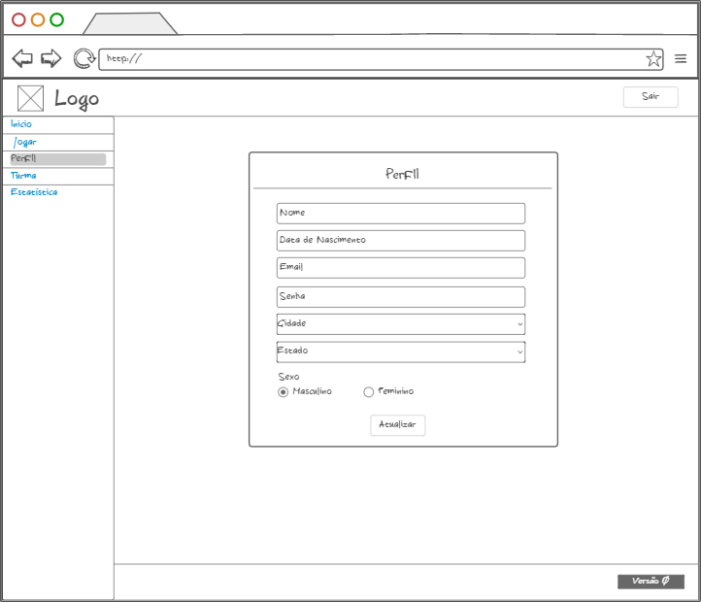 http://
Logo
Sair
Início
Jogar
Perfil
Turma
Estatística
Perfil
Nome
Data de Nascimento
Email
Senha
Cidade
Estado
Sexo
Masculino
Feminino
Atualizar
Versão 0